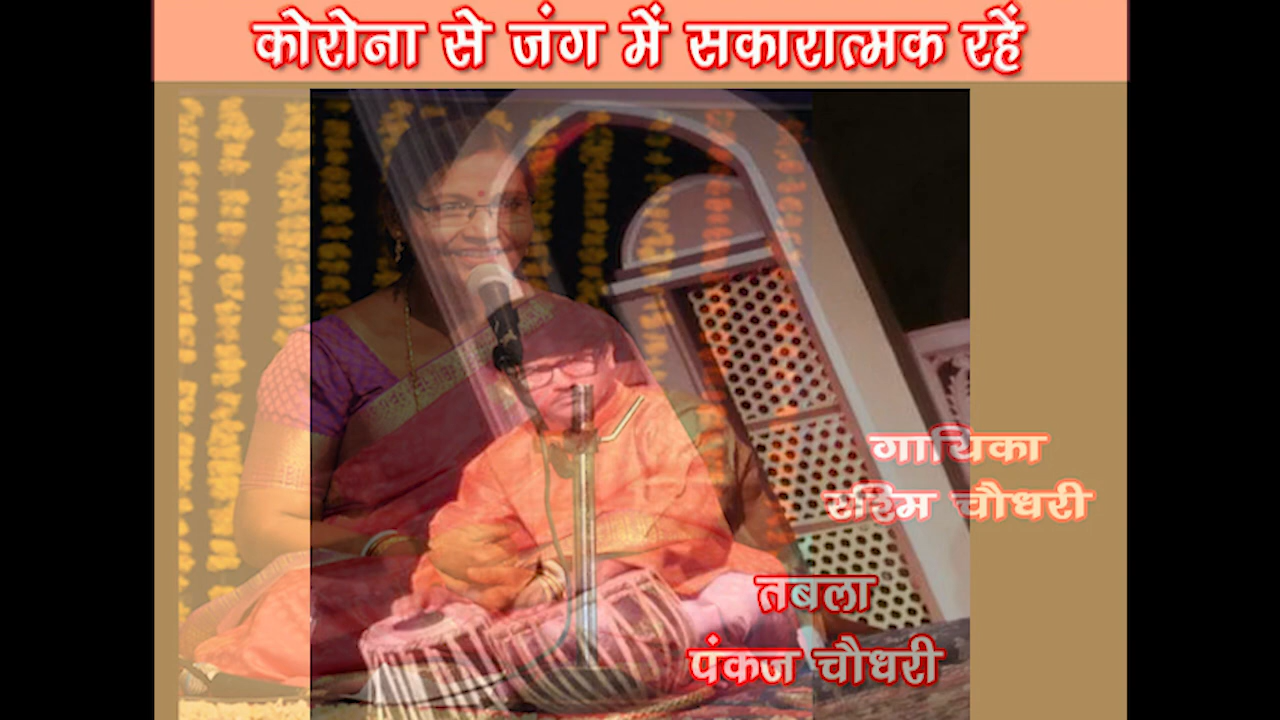 कोरोना से जंग में सकारात्मक रहें
गायिका
रश्मि चौधरी
तबला
पंकज चौधरी